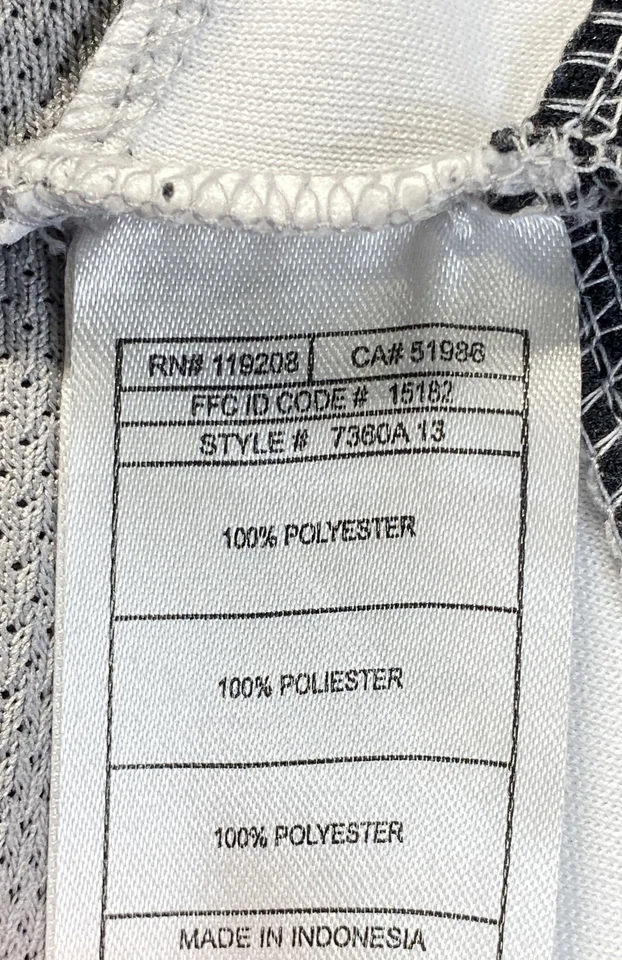 RN# 119208 CA# 51986
FFC ID CODE # 15182
STYLE # 7360A 13
100% POLYESTER
100% POLIESTER
100% POLYESTER
MADE IN INDONESIA